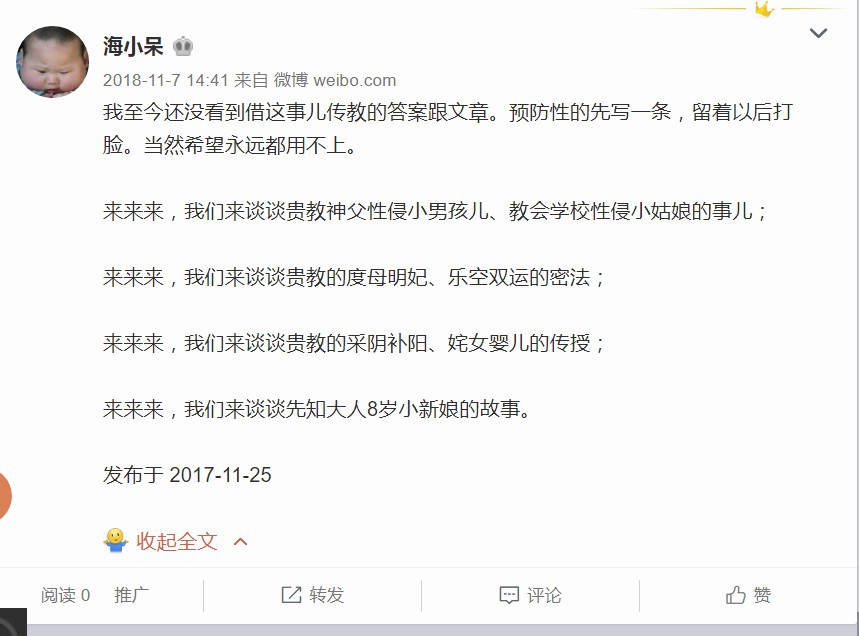 海小呆
2018-11-7 14:41 来自 微博 weibo.com
我至今还没看到借这事儿传教的答案跟文章。预防性的先写一条，留着以后打
脸。当然希望永远都用不上。
来来来，我们来谈谈贵教神父性侵小男孩儿、教会学校性侵小姑娘的事儿；
来来来，我们来谈谈贵教的度母明妃、乐空双运的密法；
来来来，我们来谈谈贵教的采阴补阳、姹女婴儿的传授；
来来来，我们来谈谈先知大人8岁小新娘的故事。
发布于 2017-11-25
收起全文
阅读 0 推广 转发 评论 赞